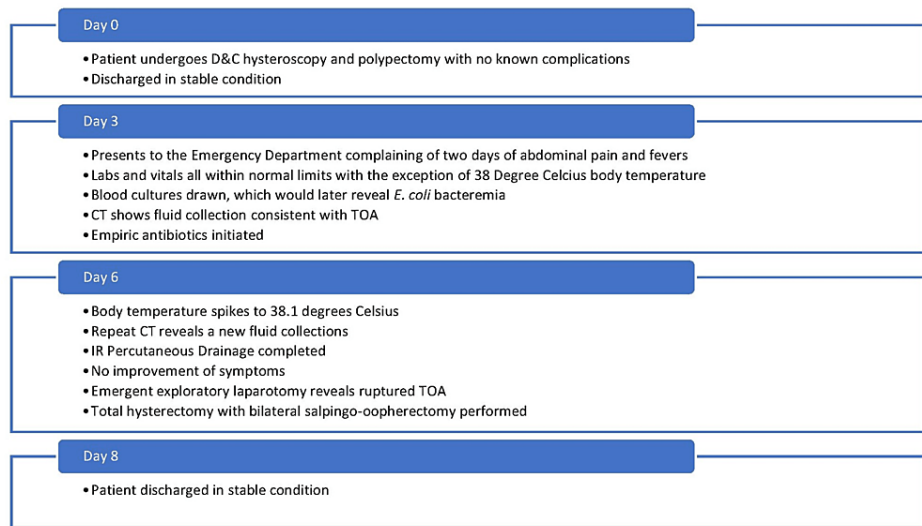 Day 0
• Patient undergoes D&C hysteroscopy and polypectomy with no known complications
• Discharged in stable condition
Day 3
• Presents to the Emergency Department complaining of two days of abdominal pain and fevers
• Labs and vitals all within normal limits with the exception of 38 Degree Celcius body temperature
• Blood cultures drawn, which would later reveal E. coli bacteremia
• CT shows fluid collection consistent with TOA
• Empiric antibiotics initiated
Day 6
• Body temperature spikes to 38.1 degrees Celsius
• Repeat CT reveals a new fluid collections
• IR Percutaneous Drainage completed
• No improvement of symptoms
• Emergent exploratory laparotomy reveals ruptured TOA
• Total hysterectomy with bilateral salpingo-oopherectomy performed
Day 8
• Patient discharged in stable condition